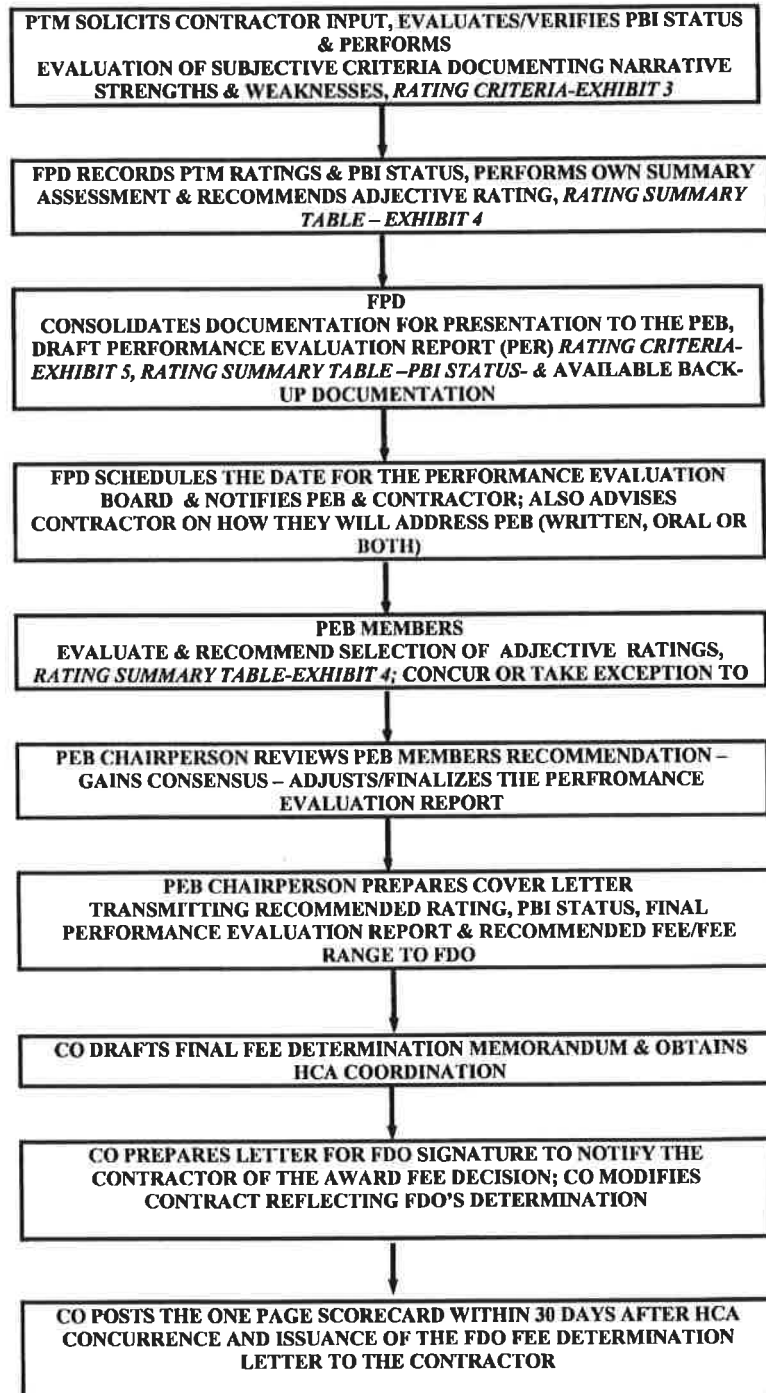 PTM SOLICITS CONTRACTOR INPUT, EVALUATES/VERIFIES PBI STATUS
& PERFORMS
EVALUATION OF SUBJECTIVE CRITERIA DOCUMENTING NARRATIVE
STRENGTHS & WEAKNESSES, RATING CRITERIA-EXHIBIT 3
FPD RECORDS PTM RATINGS & PBI STATUS, PERFORMS OWN SUMMARY
ASSESSMENT & RECOMMENDS ADJECTIVE RATING, RATING SUMMARY
TABLE – EXHIBIT 4
FPD
CONSOLIDATES DOCUMENTATION FOR PRESENTATION TO THE PEB,
DRAFT PERFORMANCE EVALUATION REPORT (PER) RATING CRITERIA-
EXHIBIT 5, RATING SUMMARY TABLE –PBI STATUS- & AVAILABLE BACK-
UP DOCUMENTATION
FPD SCHEDULES THE DATE FOR THE PERFORMANCE EVALUATION
BOARD & NOTIFIES PEB & CONTRACTOR; ALSO ADVISES
CONTRACTOR ON HOW THEY WILL ADDRESS PEB (WRITTEN, ORAL OR
BOTH)
PEB MEMBERS
EVALUATE & RECOMMEND SELECTION OF ADJECTIVE RATINGS,
RATING SUMMARY TABLE-EXHIBIT 4; CONCUR OR TAKE EXCEPTION TO
PEB CHAIRPERSON REVIEWS PEB MEMBERS RECOMMENDATION –
GAINS CONSENSUS – ADJUSTS/FINALIZES THE PERFROMANCE
EVALUATION REPORT
PEB CHAIRPERSON PREPARES COVER LETTER
TRANSMITTING RECOMMENDED RATING, PBI STATUS, FINAL
PERFORMANCE EVALUATION REPORT & RECOMMENDED FEE/FEE
RANGE TO FDO
CO DRAFTS FINAL FEE DETERMINATION MEMORANDUM & OBTAINS
HCA COORDINATION
CO PREPARES LETTER FOR FDO SIGNATURE TO NOTIFY THE
CONTRACTOR OF THE AWARD FEE DECISION; CO MODIFIES
CONTRACT REFLECTING FDO'S DETERMINATION
CO POSTS THE ONE PAGE SCORECARD WITHIN 30 DAYS AFTER HCA
CONCURRENCE AND ISSUANCE OF THE FDO FEE DETERMINATION
LETTER TO THE CONTRACTOR